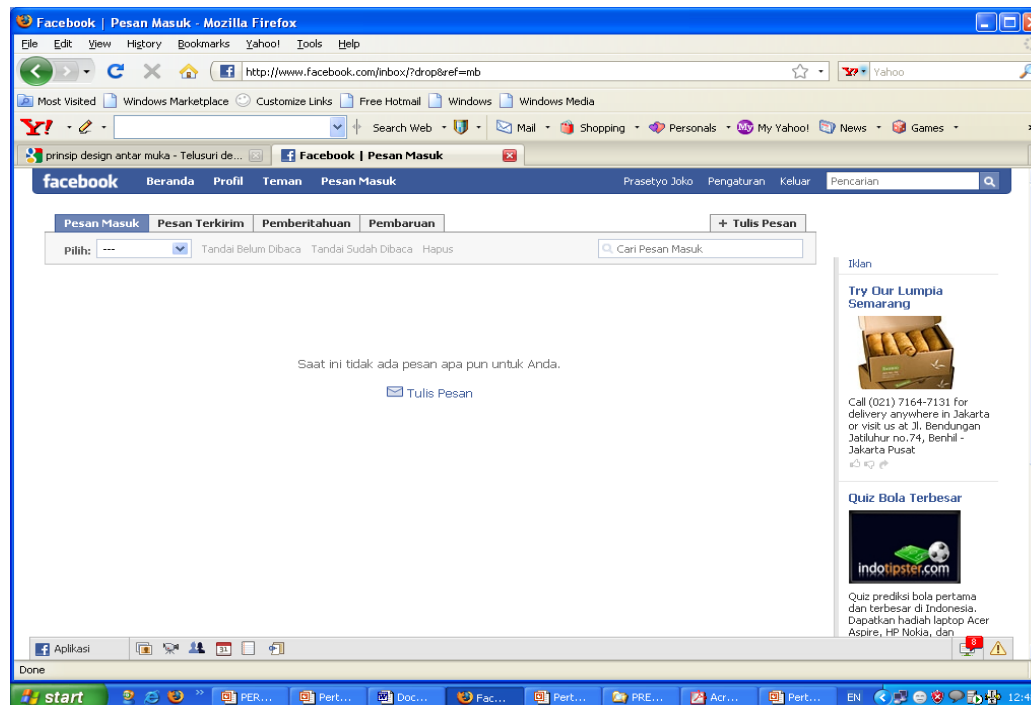 Facebook | Pesan Masuk - Mozilla Firefox
File Edit View History Bookmarks Yahoo! Tools Help
http://www.facebook.com/inbox/?drop&ref=mb
Yahoo
Most Visited Windows Marketplace Customize Links Free Hotmail Windows Windows Media
Y! Search Web Mail Shopping Personals My Yahoo! News Games
prinsip design antar muka - Telusuri de... Facebook | Pesan Masuk
facebook Beranda Profil Teman Pesan Masuk Prasetyo Joko Pengaturan Keluar Pencarian
Pesan Masuk Pesan Terkirim Pemberitahuan Pembaruan + Tulis Pesan
Pilih: --- Tandai Belum Dibaca Tandai Sudah Dibaca Hapus Cari Pesan Masuk
Saat ini tidak ada pesan apa pun untuk Anda.
Tulis Pesan
Iklan
Try Our Lumpia
Semarang
Call (021) 7164-7131 for
delivery anywhere in Jakarta
or visit us at Jl. Bendungan
Jatiluhur no.74, Benhil -
Jakarta Pusat
Quiz Bola Terbesar
indotipster.com
Quiz prediksi bola pertama
dan terbesar di Indonesia.
Dapatkan hadiah laptop Acer
Aspire, HP Nokia, dan
Aplikasi 31 8
Done
start PER... Pert... Doc... Fac... Pert... PRE... Acr... Pert... EN